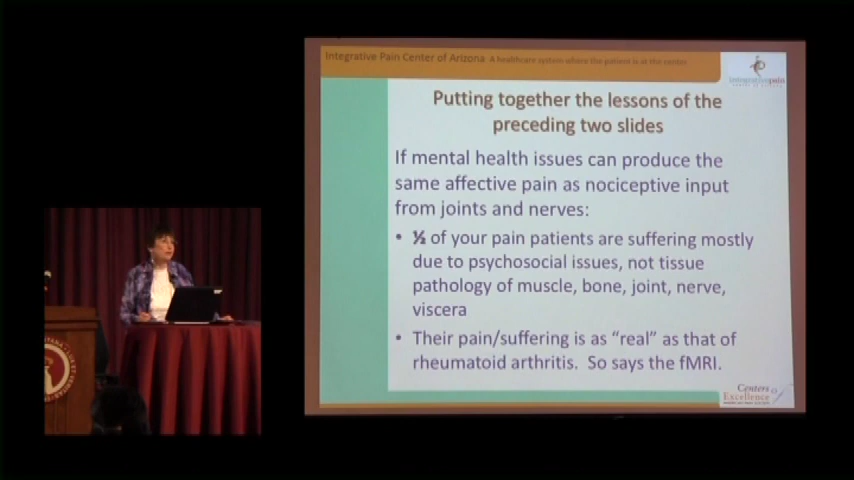 Integrative Pain Center of Arizona A healthcare system where the patient is at the center
integrativepain
Putting together the lessons of the
preceding two slides
If mental health issues can produce the
same affective pain as nociceptive input
from joints and nerves:
• ½ of your pain patients are suffering mostly
due to psychosocial issues, not tissue
pathology of muscle, bone, joint, nerve,
viscera
• Their pain/suffering is as “real” as that of
rheumatoid arthritis. So says the fMRI.
Centers
Excellence